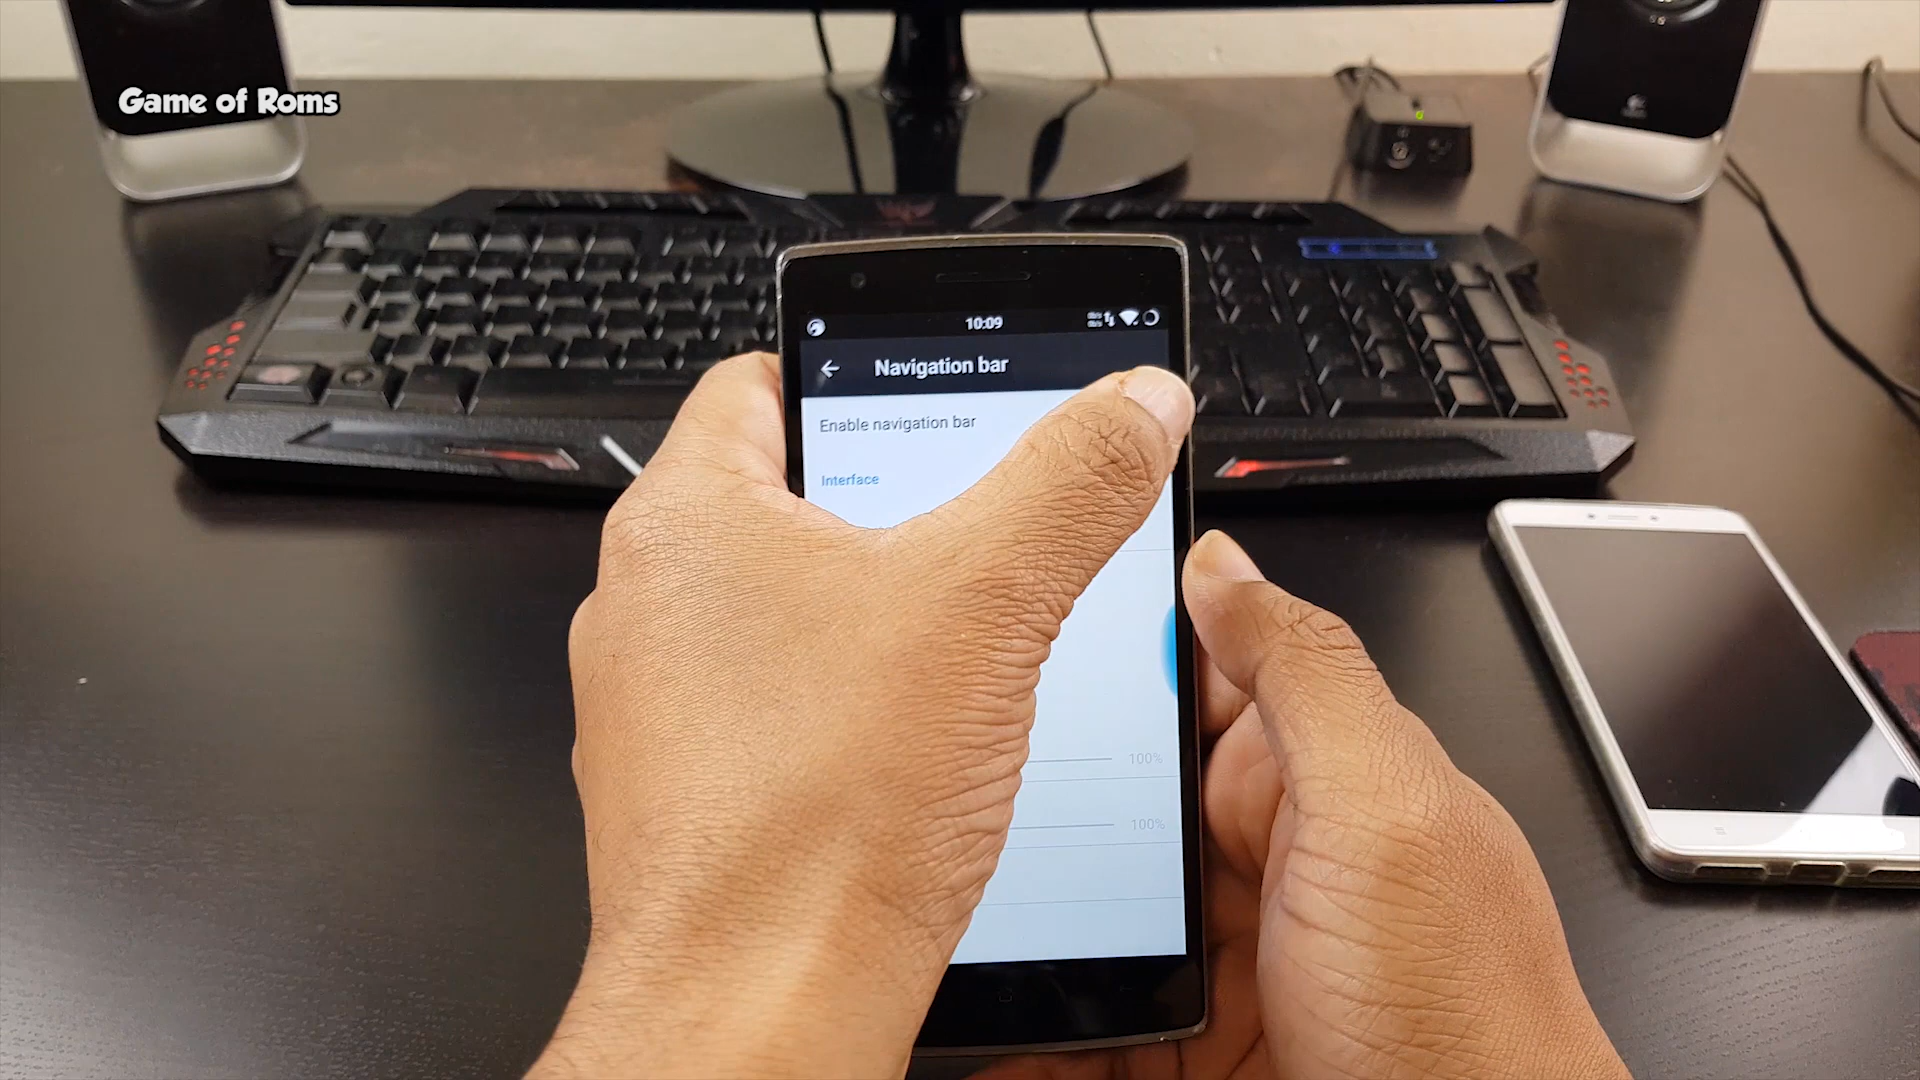 Game of Roms
10:09
Navigation bar
Enable navigation bar
Interface
100%
100%